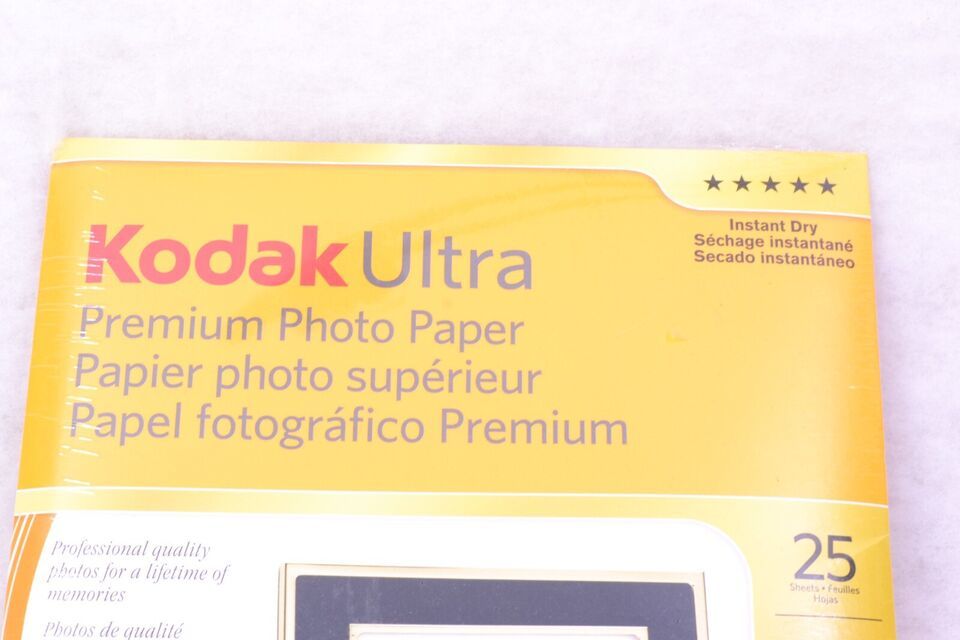 ★★★★★
Instant Dry
Séchage instantané
Secado instantáneo
Kodak Ultra
Premium Photo Paper
Papier photo supérieur
Papel fotográfico Premium
Professional quality
photos for a lifetime of
memories
Photos de qualité
25
Sheets • Feuilles
Hojas